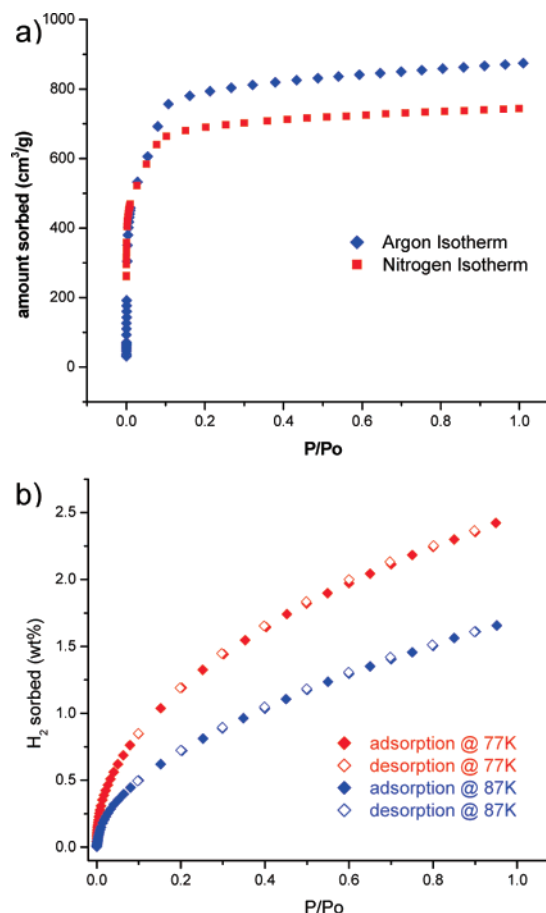 a)
1000
800
600
400
200
0
amount sorbed (cm³/g)
Argon Isotherm
Nitrogen Isotherm
0.0 0.2 0.4 0.6 0.8 1.0
P/Po
b)
2.5
2.0
1.5
1.0
0.5
0.0
H₂ sorbed (wt%)
adsorption @ 77K
desorption @ 77K
adsorption @ 87K
desorption @ 87K
0.0 0.2 0.4 0.6 0.8 1.0
P/Po